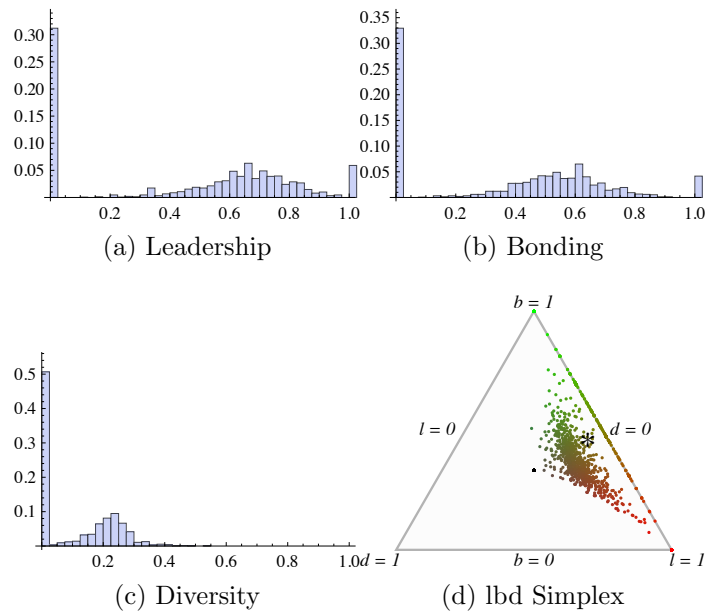 0.30
0.25
0.20
0.15
0.10
0.05
0.2 0.4 0.6 0.8 1.0
(a) Leadership
0.35
0.30
0.25
0.20
0.15
0.10
0.05
0.2 0.4 0.6 0.8 1.0
(b) Bonding
0.5
0.4
0.3
0.2
0.1
0.2 0.4 0.6 0.8 1.0
(c) Diversity
b = 1
l = 0 d = 0
*
d = 1 b = 0 l = 1
(d) lbd Simplex